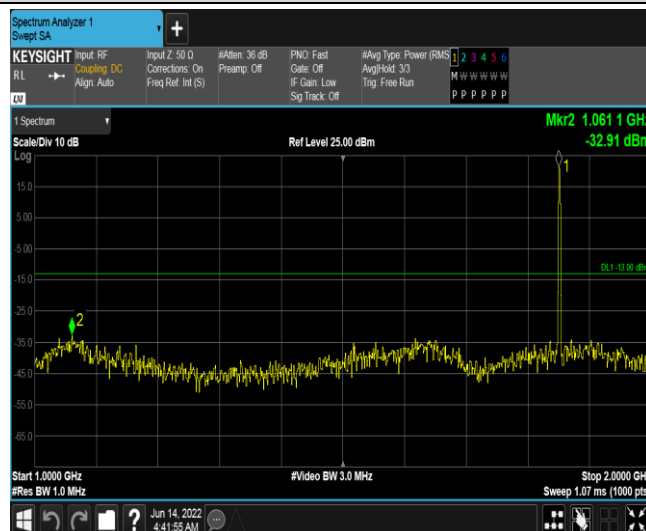 Spectrum Analyzer 1
Swept SA
+
KEYSIGHT Input: RF Input Z: 50 Ω #Atten: 36 dB PNO: Fast #Avg Type: Power (RMS 1 2 3 4 5 6
RL Coupling: DC Corrections: On Preamp: Off Gate: Off Avg|Hold: 3/3 M W W W W W
Align: Auto Freq Ref: Int (S) IF Gain: Low Trig: Free Run
Sig Track: Off P P P P P P
LXI
1 Spectrum Mkr2 1.061 1 GHz
Scale/Div 10 dB Ref Level 25.00 dBm -32.91 dBm
Log
1
15.0
5.00
-5.00
DL1 -13.00 dBm
-15.0
-25.0
2
-35.0
-45.0
-55.0
-65.0
Start 1.0000 GHz #Video BW 3.0 MHz Stop 2.0000 GHz
#Res BW 1.0 MHz Sweep 1.07 ms (1000 pts)
? Jun 14, 2022
4:41:55 AM